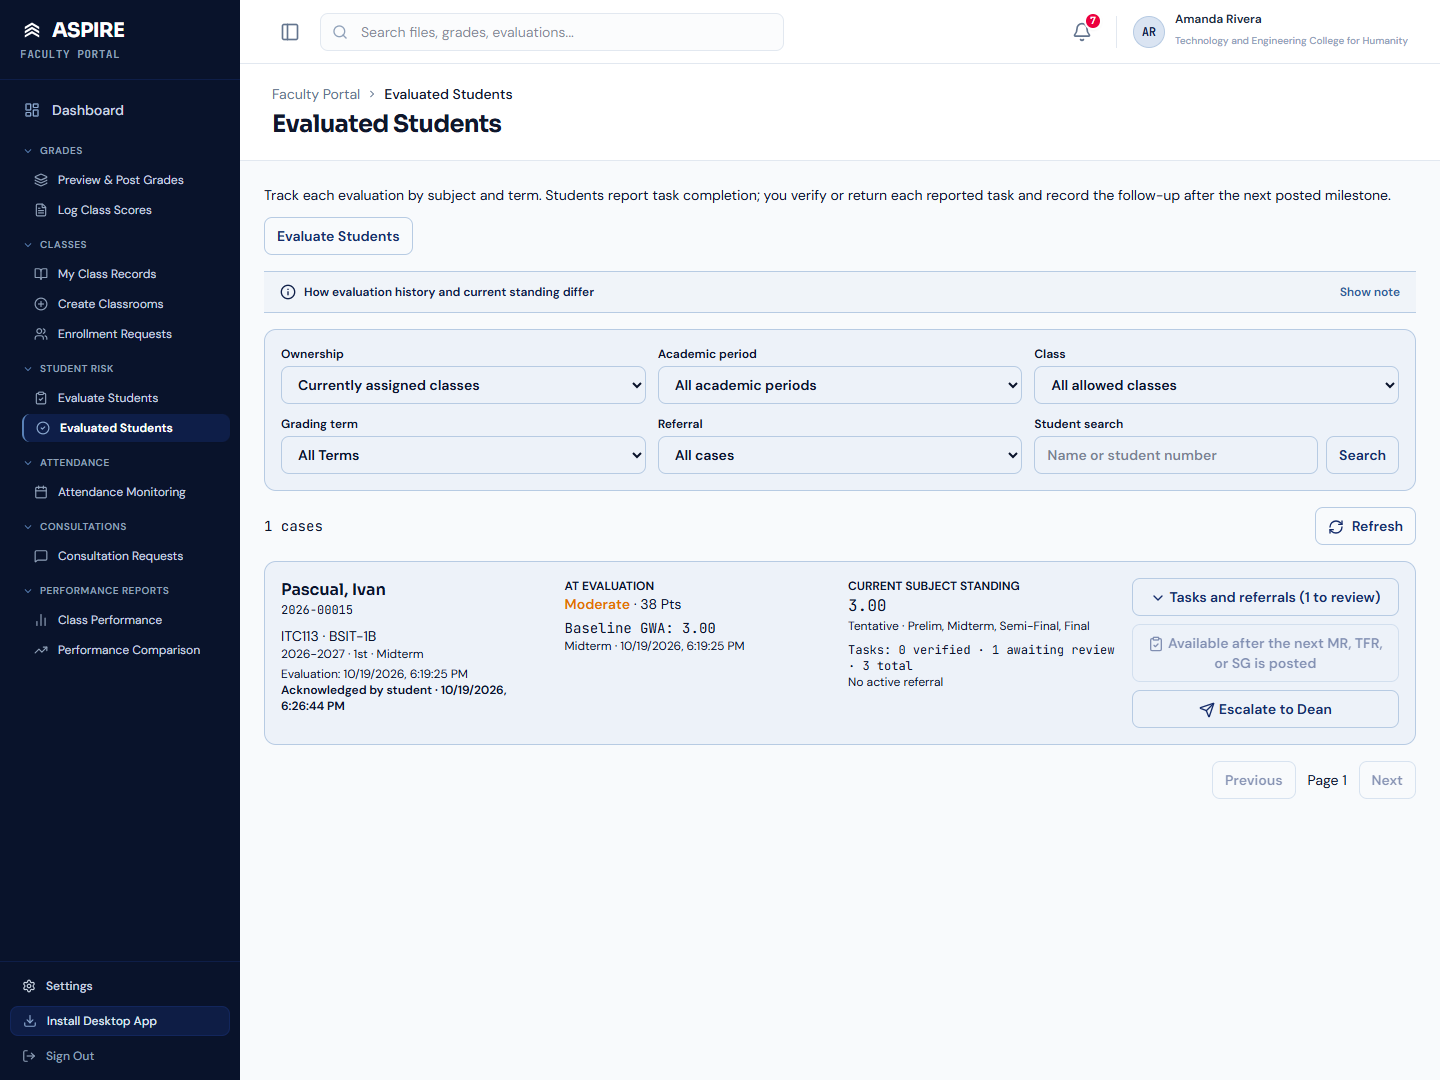 ASPIRE
FACULTY PORTAL
Dashboard
GRADES
Preview & Post Grades
Log Class Scores
CLASSES
My Class Records
Create Classrooms
Enrollment Requests
STUDENT RISK
Evaluate Students
Evaluated Students
ATTENDANCE
Attendance Monitoring
CONSULTATIONS
Consultation Requests
PERFORMANCE REPORTS
Class Performance
Performance Comparison
Settings
Install Desktop App
Sign Out
Search files, grades, evaluations...
7
AR
Amanda Rivera
Technology and Engineering College for Humanity
Faculty Portal > Evaluated Students
Evaluated Students
Track each evaluation by subject and term. Students report task completion; you verify or return each reported task and record the follow-up after the next posted milestone.
Evaluate Students
How evaluation history and current standing differ
Show note
Ownership
Currently assigned classes
Academic period
All academic periods
Class
All allowed classes
Grading term
All Terms
Referral
All cases
Student search
Name or student number
Search
1 cases
Refresh
Pascual, Ivan
2026-00015
ITC113 · BSIT-1B
2026-2027 · 1st · Midterm
Evaluation: 10/19/2026, 6:19:25 PM
Acknowledged by student · 10/19/2026,
6:26:44 PM
AT EVALUATION
Moderate · 38 Pts
Baseline GWA: 3.00
Midterm · 10/19/2026, 6:19:25 PM
CURRENT SUBJECT STANDING
3.00
Tentative · Prelim, Midterm, Semi-Final, Final
Tasks: 0 verified · 1 awaiting review
· 3 total
No active referral
Tasks and referrals (1 to review)
Available after the next MR, TFR,
or SG is posted
Escalate to Dean
Previous
Page 1
Next